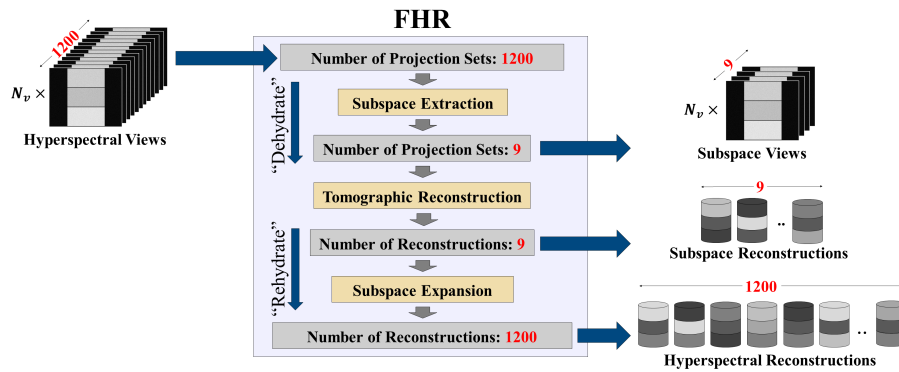 FHR
1200
N_v ×
Hyperspectral Views
Number of Projection Sets: 1200
Subspace Extraction
"Dehydrate"
Number of Projection Sets: 9
Tomographic Reconstruction
Number of Reconstructions: 9
"Rehydrate"
Subspace Expansion
Number of Reconstructions: 1200
9
N_v ×
Subspace Views
9
..
Subspace Reconstructions
1200
..
Hyperspectral Reconstructions